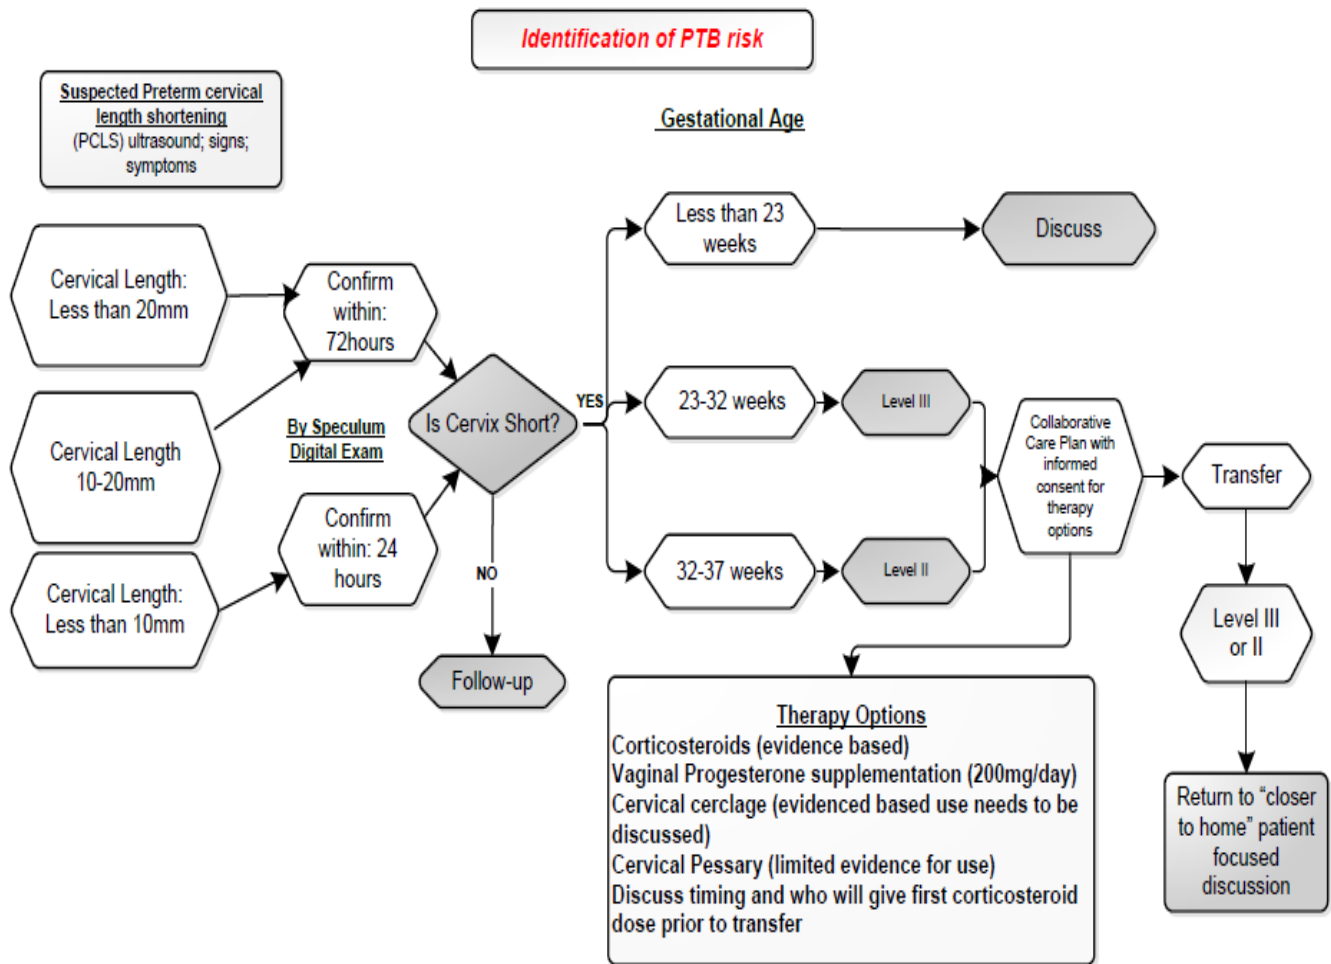 Identification of PTB risk
Suspected Preterm cervical
length shortening
(PCLS) ultrasound; signs;
symptoms
Gestational Age
Cervical Length:
Less than 20mm
Confirm
within:
72hours
Less than 23
weeks
Discuss
Cervical Length
10-20mm
By Speculum
Digital Exam
Is Cervix Short?
YES
23-32 weeks
Level III
Collaborative
Care Plan with
informed
consent for
therapy
options
Transfer
Cervical Length:
Less than 10mm
Confirm
within: 24
hours
NO
32-37 weeks
Level II
Level III
or II
Follow-up
Therapy Options
Corticosteroids (evidence based)
Vaginal Progesterone supplementation (200mg/day)
Cervical cerclage (evidenced based use needs to be
discussed)
Cervical Pessary (limited evidence for use)
Discuss timing and who will give first corticosteroid
dose prior to transfer
Return to “closer
to home” patient
focused
discussion